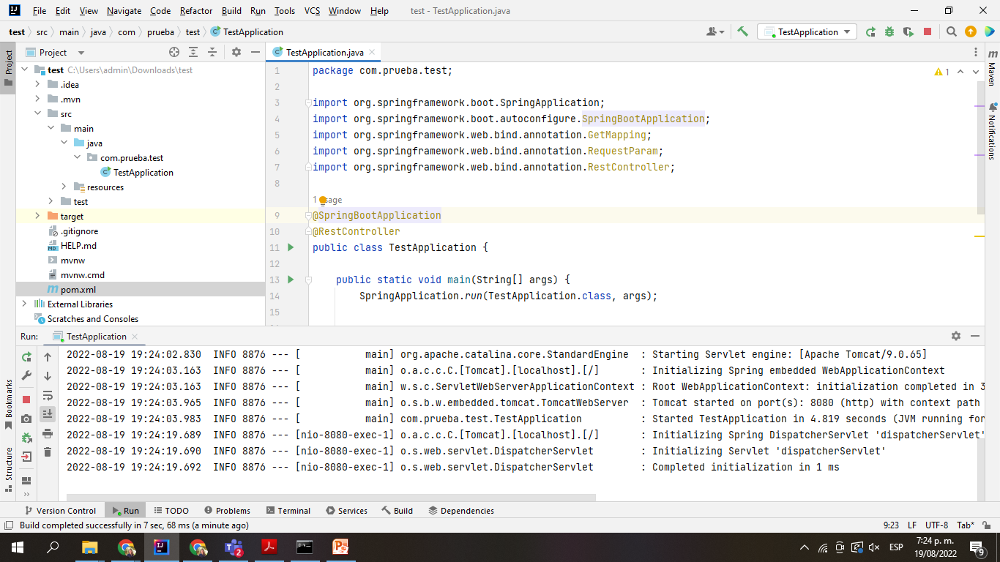 File Edit View Navigate Code Refactor Build Run Tools VCS Window Help test - TestApplication.java
test src main java com prueba test TestApplication TestApplication
Project TestApplication.java
test C:\Users\admin\Downloads\test
.idea
.mvn
src
main
java
com.prueba.test
TestApplication
resources
test
target
.gitignore
HELP.md
mvnw
mvnw.cmd
pom.xml
External Libraries
Scratches and Consoles
1 package com.prueba.test;
2
3 import org.springframework.boot.SpringApplication;
4 import org.springframework.boot.autoconfigure.SpringBootApplication;
5 import org.springframework.web.bind.annotation.GetMapping;
6 import org.springframework.web.bind.annotation.RequestParam;
7 import org.springframework.web.bind.annotation.RestController;
8
1 sage
9 @SpringBootApplication
10 @RestController
11 public class TestApplication {
12
13 public static void main(String[] args) {
14 SpringApplication.run(TestApplication.class, args);
15
1
Project
Bookmarks
Structure
Maven
Notifications
Run: TestApplication
2022-08-19 19:24:02.830 INFO 8876 --- [ main] org.apache.catalina.core.StandardEngine : Starting Servlet engine: [Apache Tomcat/9.0.65]
2022-08-19 19:24:03.163 INFO 8876 --- [ main] o.a.c.c.C.[Tomcat].[localhost].[/] : Initializing Spring embedded WebApplicationContext
2022-08-19 19:24:03.163 INFO 8876 --- [ main] w.s.c.ServletWebServerApplicationContext : Root WebApplicationContext: initialization completed in 3
2022-08-19 19:24:03.965 INFO 8876 --- [ main] o.s.b.w.embedded.tomcat.TomcatWebServer : Tomcat started on port(s): 8080 (http) with context path
2022-08-19 19:24:03.983 INFO 8876 --- [ main] com.prueba.test.TestApplication : Started TestApplication in 4.819 seconds (JVM running for
2022-08-19 19:24:19.689 INFO 8876 --- [nio-8080-exec-1] o.a.c.c.C.[Tomcat].[localhost].[/] : Initializing Spring DispatcherServlet 'dispatcherServlet'
2022-08-19 19:24:19.690 INFO 8876 --- [nio-8080-exec-1] o.s.web.servlet.DispatcherServlet : Initializing Servlet 'dispatcherServlet'
2022-08-19 19:24:19.692 INFO 8876 --- [nio-8080-exec-1] o.s.web.servlet.DispatcherServlet : Completed initialization in 1 ms
Version Control Run TODO Problems Terminal Services Build Dependencies
Build completed successfully in 7 sec, 68 ms (a minute ago) 9:23 LF UTF-8 Tab*
ESP 7:24 p. m.
19/08/2022
9
2